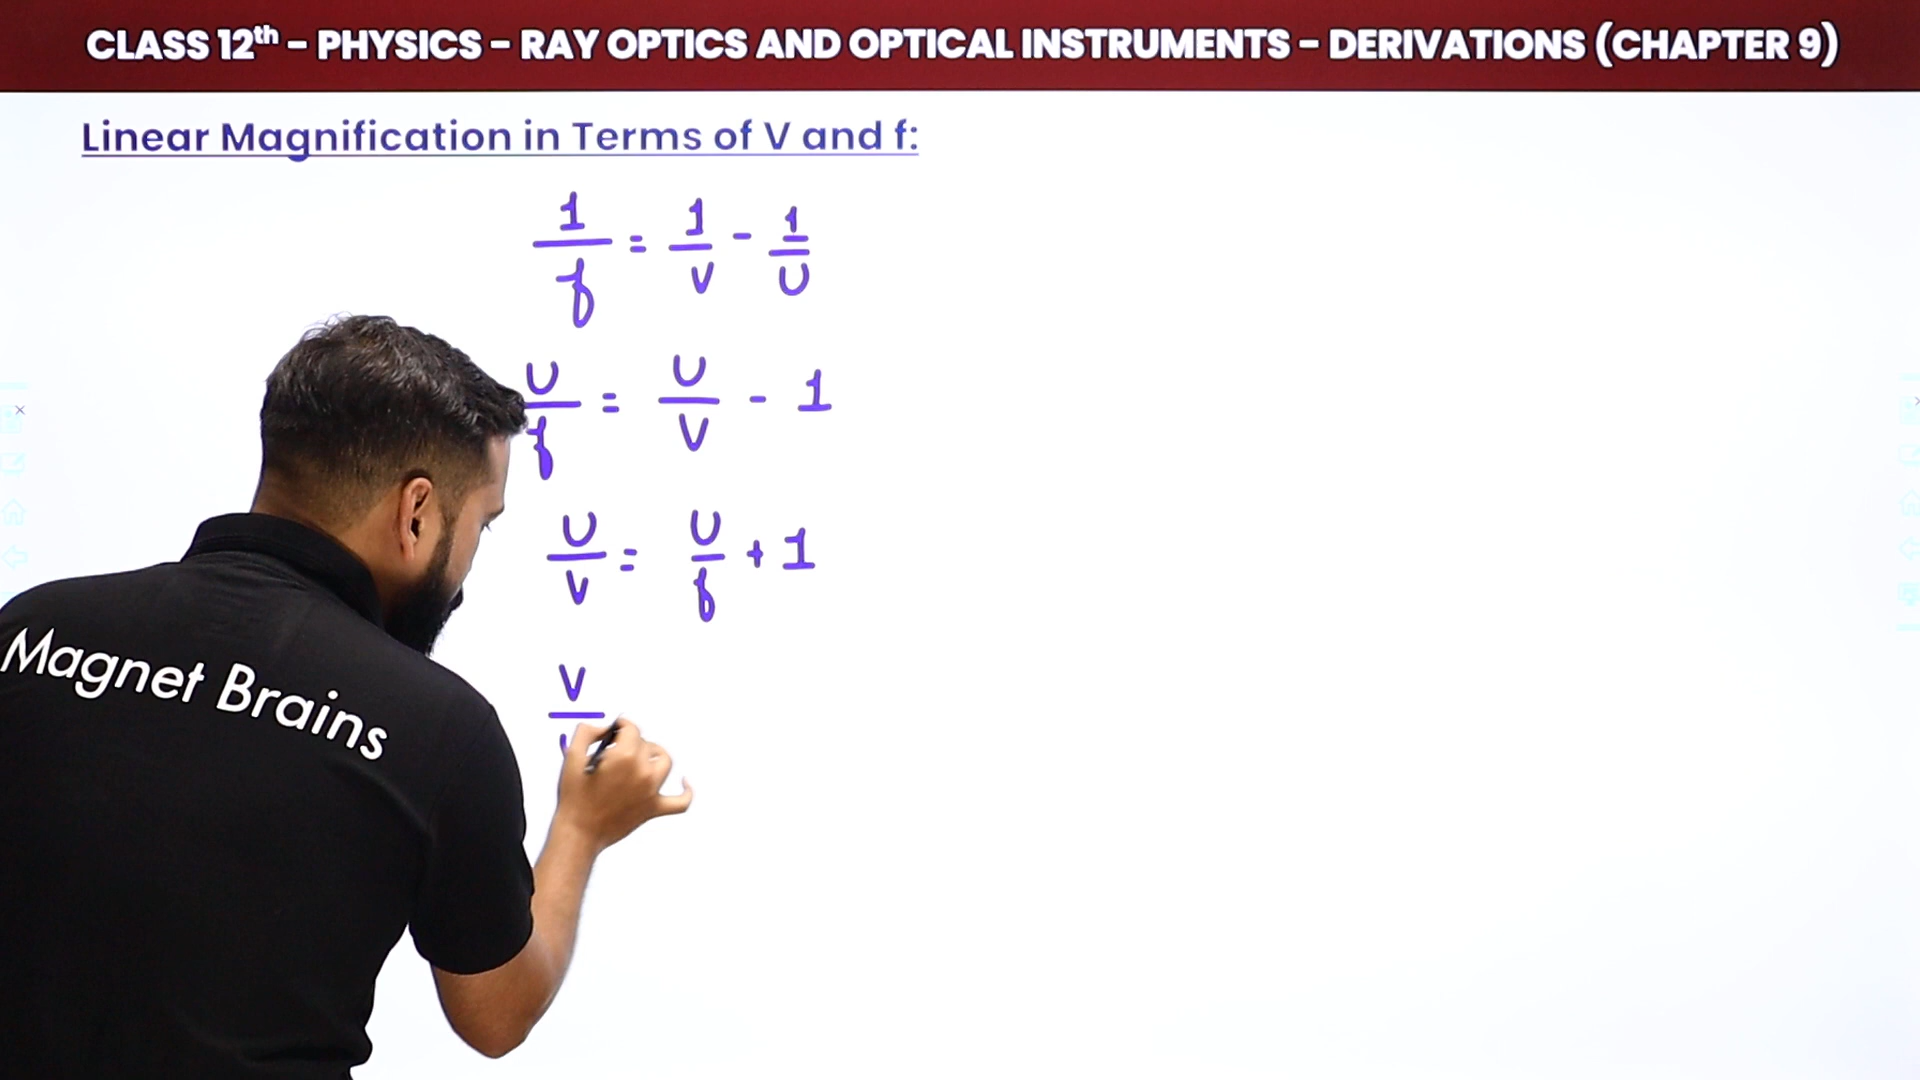 CLASS 12th – PHYSICS – RAY OPTICS AND OPTICAL INSTRUMENTS – DERIVATIONS (CHAPTER 9)
Linear Magnification in Terms of V and f:
1/f = 1/v - 1/u
u/f = u/v - 1
u/v = u/f + 1
v/
Magnet Brains